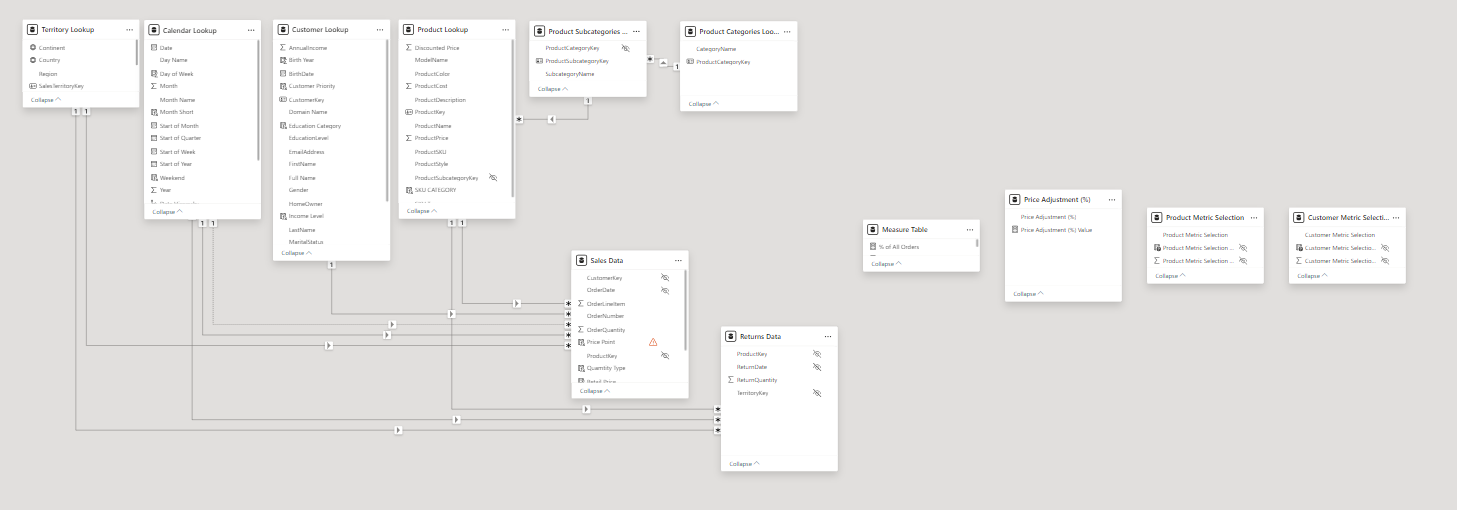 Territory Lookup
Continent
Country
Region
SalesTerritoryKey
Collapse
Calendar Lookup
Date
Day Name
Day of Week
Month
Month Name
Month Short
Start of Month
Start of Quarter
Start of Week
Start of Year
Weekend
Year
Collapse
Customer Lookup
AnnualIncome
Birth Year
BirthDate
Customer Priority
CustomerKey
Domain Name
Education Category
EducationLevel
EmailAddress
FirstName
Full Name
Gender
HomeOwner
Income Level
LastName
MaritalStatus
Collapse
Product Lookup
Discounted Price
ModelName
ProductColor
ProductCost
ProductDescription
ProductKey
ProductName
ProductPrice
ProductSKU
ProductStyle
ProductSubcategoryKey
SKU CATEGORY
Collapse
Product Subcategories ...
ProductCategoryKey
ProductSubcategoryKey
SubcategoryName
Collapse
Product Categories Loo...
CategoryName
ProductCategoryKey
Collapse
Sales Data
CustomerKey
OrderDate
OrderLineItem
OrderNumber
OrderQuantity
Price Point
ProductKey
Quantity Type
Retail Price
Collapse
Returns Data
ProductKey
ReturnDate
ReturnQuantity
TerritoryKey
Collapse
Measure Table
% of All Orders
Collapse
Price Adjustment (%)
Price Adjustment (%)
Price Adjustment (%) Value
Collapse
Product Metric Selection
Product Metric Selection
Product Metric Selection ...
Product Metric Selection ...
Collapse
Customer Metric Selecti...
Customer Metric Selection
Customer Metric Selectio...
Customer Metric Selectio...
Collapse
1 1
1 1
1
1 1
1
1
*
*
*
*
*
*
*
*
*
*